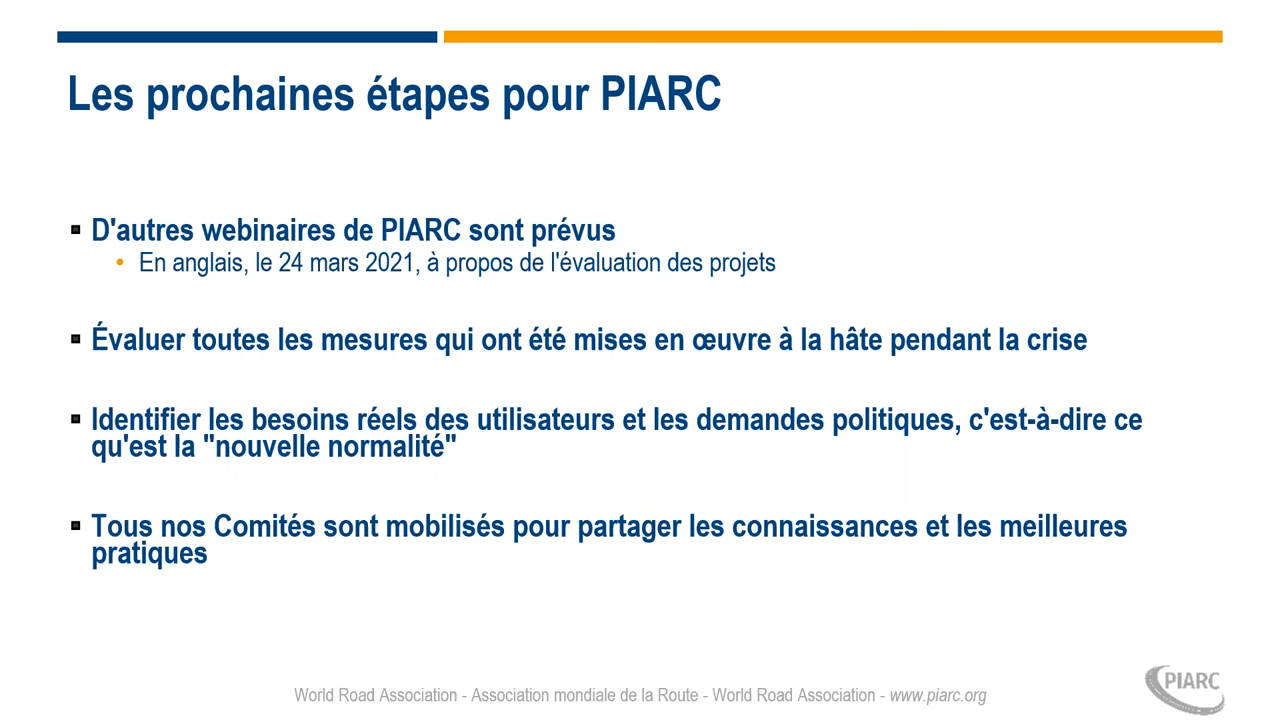 Les prochaines étapes pour PIARC
D'autres webinaires de PIARC sont prévus
En anglais, le 24 mars 2021, à propos de l'évaluation des projets
Évaluer toutes les mesures qui ont été mises en œuvre à la hâte pendant la crise
Identifier les besoins réels des utilisateurs et les demandes politiques, c'est-à-dire ce
qu'est la "nouvelle normalité"
Tous nos Comités sont mobilisés pour partager les connaissances et les meilleures
pratiques
World Road Association - Association mondiale de la Route - World Road Association - www.piarc.org
PIARC